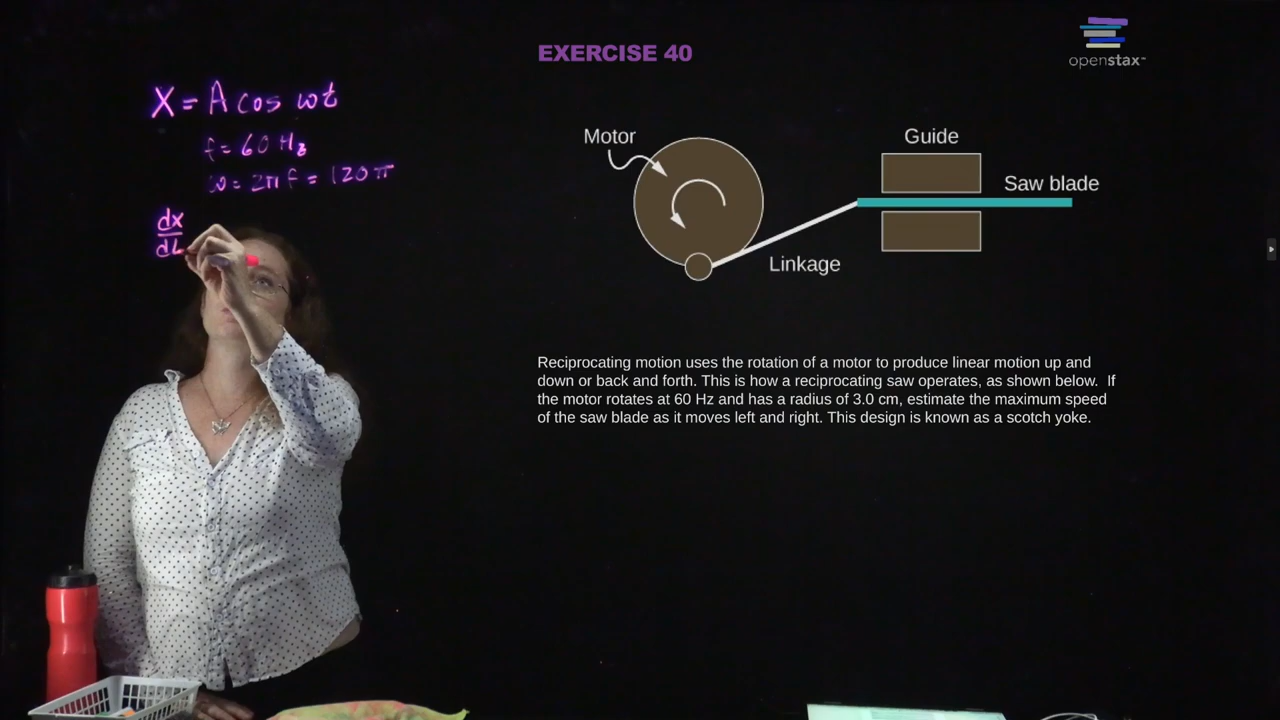 EXERCISE 40
openstax™
X = A cos ωt
f = 60 Hz
ω = 2πf = 120π
dx
dt
Motor
Guide
Saw blade
Linkage
Reciprocating motion uses the rotation of a motor to produce linear motion up and
down or back and forth. This is how a reciprocating saw operates, as shown below. If
the motor rotates at 60 Hz and has a radius of 3.0 cm, estimate the maximum speed
of the saw blade as it moves left and right. This design is known as a scotch yoke.